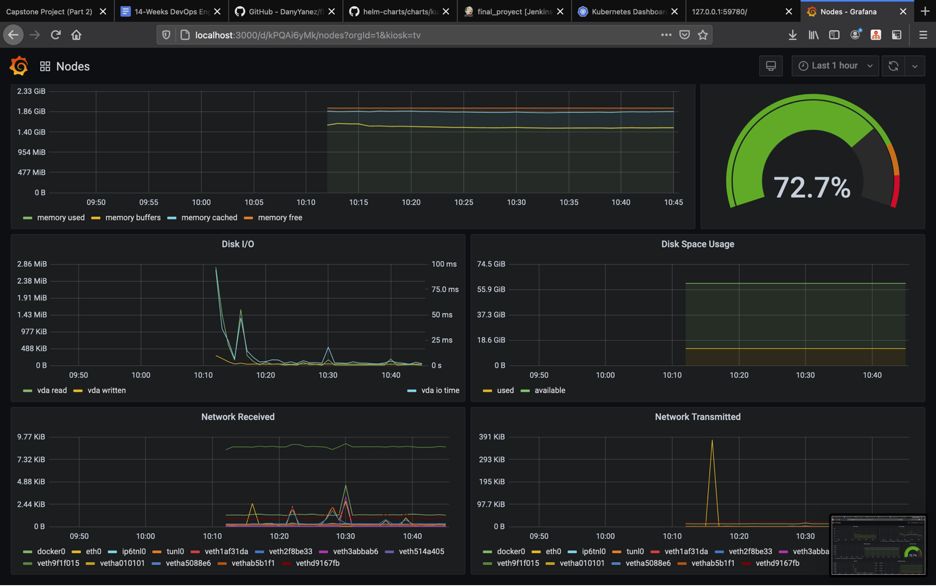 Capstone Project (Part 2)
14-Weeks DevOps En
GitHub - DanyYanez/
helm-charts/charts/ku
final_proyect [Jenkins
Kubernetes Dashboar
127.0.0.1:59780/
Nodes - Grafana
localhost:3000/d/kPQAi6yMk/nodes?orgId=1&kiosk=tv
Nodes
Last 1 hour
2.33 GiB
1.86 GiB
1.40 GiB
954 MiB
477 MiB
0 B
09:50 09:55 10:00 10:05 10:10 10:15 10:20 10:25 10:30 10:35 10:40 10:45
memory used memory buffers memory cached memory free
72.7%
Disk I/O
2.86 MiB
2.38 MiB
1.91 MiB
1.43 MiB
977 KiB
488 KiB
0 B
100 ms
75.0 ms
50 ms
25 ms
0 s
09:50 10:00 10:10 10:20 10:30 10:40
vda read vda written vda io time
Disk Space Usage
74.5 GiB
55.9 GiB
37.3 GiB
18.6 GiB
0 B
09:50 10:00 10:10 10:20 10:30 10:40
used available
Network Received
9.77 KiB
7.32 KiB
4.88 KiB
2.44 KiB
0 B
09:50 10:00 10:10 10:20 10:30 10:40
docker0 eth0 ip6tnl0 tunl0 veth1af31da veth2f8be33 veth3abbab6 veth514a405
veth9f1f015 vetha010101 vetha5088e6 vethab5b1f1 vethd9167fb
Network Transmitted
391 KiB
293 KiB
195 KiB
97.7 KiB
0 B
09:50 10:00 10:10 10:20 10:30
docker0 eth0 ip6tnl0 tunl0 veth1af31da veth2f8be33 veth3abba
veth9f1f015 vetha010101 vetha5088e6 vethab5b1f1 vethd9167fb